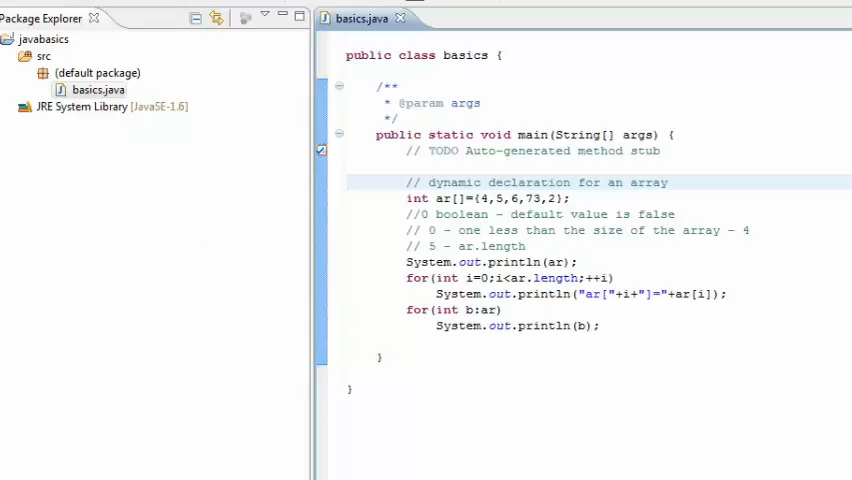 Package Explorer
javabasics
src
(default package)
basics.java
JRE System Library [JavaSE-1.6]
basics.java
public class basics {
/**
* @param args
*/
public static void main(String[] args) {
// TODO Auto-generated method stub
// dynamic declaration for an array
int ar[]={4,5,6,73,2};
//0 boolean - default value is false
// 0 - one less than the size of the array - 4
// 5 - ar.length
System.out.println(ar);
for(int i=0;i<ar.length;++i)
System.out.println("ar["+i+"]="+ar[i]);
for(int b:ar)
System.out.println(b);
}
}